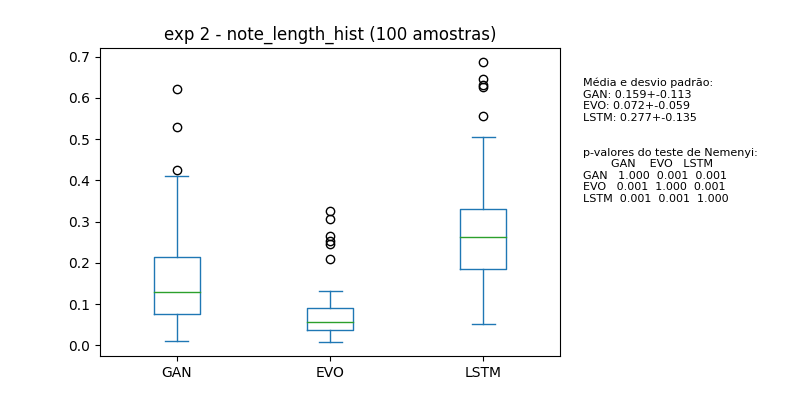 exp 2 - note_length_hist (100 amostras)
0.7
0.6
0.5
0.4
0.3
0.2
0.1
0.0
GAN EVO LSTM
Média e desvio padrão:
GAN: 0.159+-0.113
EVO: 0.072+-0.059
LSTM: 0.277+-0.135
p-valores do teste de Nemenyi:
GAN EVO LSTM
GAN 1.000 0.001 0.001
EVO 0.001 1.000 0.001
LSTM 0.001 0.001 1.000